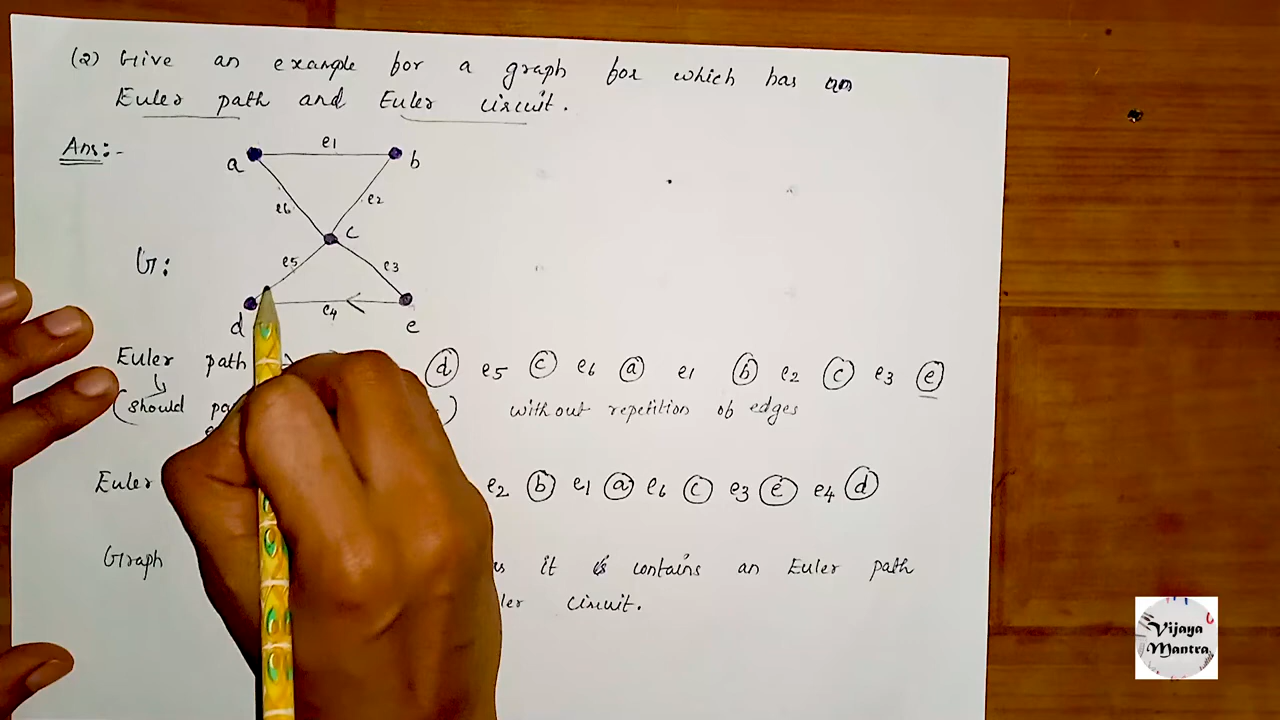 (2) Give an example for a graph for which has an
Euler path and Euler circuit.
Ans:-
a e1 b
e6 e2
c
G: e5 e3
d e4 e
Euler path → d e5 c e6 a e1 b e2 c e3 e
(should pa ) without repetition of edges
Euler e2 b e1 a e6 c e3 e e4 d
Graph it contains an Euler path
circuit.
Vijaya
Mantra